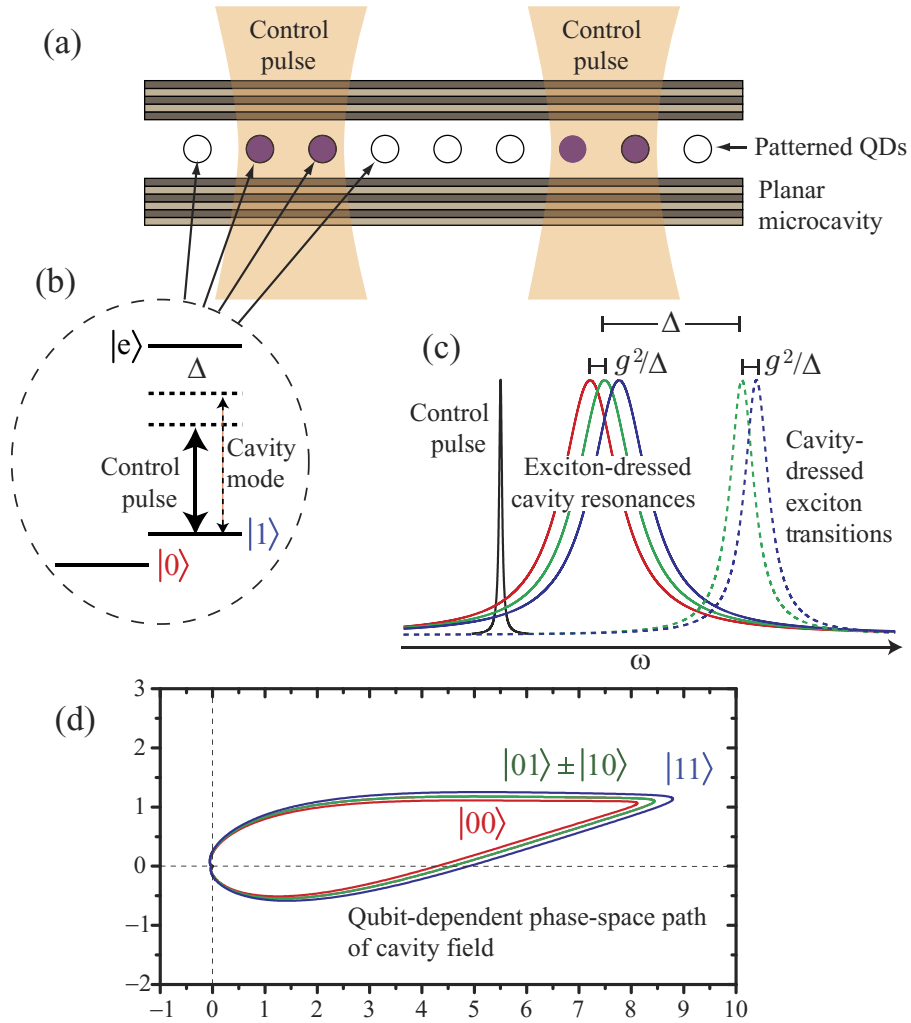 (a)
Control
pulse
Control
pulse
Patterned QDs
Planar
microcavity
(b)
|e⟩
Δ
Control
pulse
Cavity
mode
|1⟩
|0⟩
(c)
Δ
g²/Δ
g²/Δ
Control
pulse
Exciton-dressed
cavity resonances
Cavity-
dressed
exciton
transitions
ω
(d)
3
2
1
0
−1
−2
|01⟩ ± |10⟩
|11⟩
|00⟩
Qubit-dependent phase-space path
of cavity field
−1 0 1 2 3 4 5 6 7 8 9 10